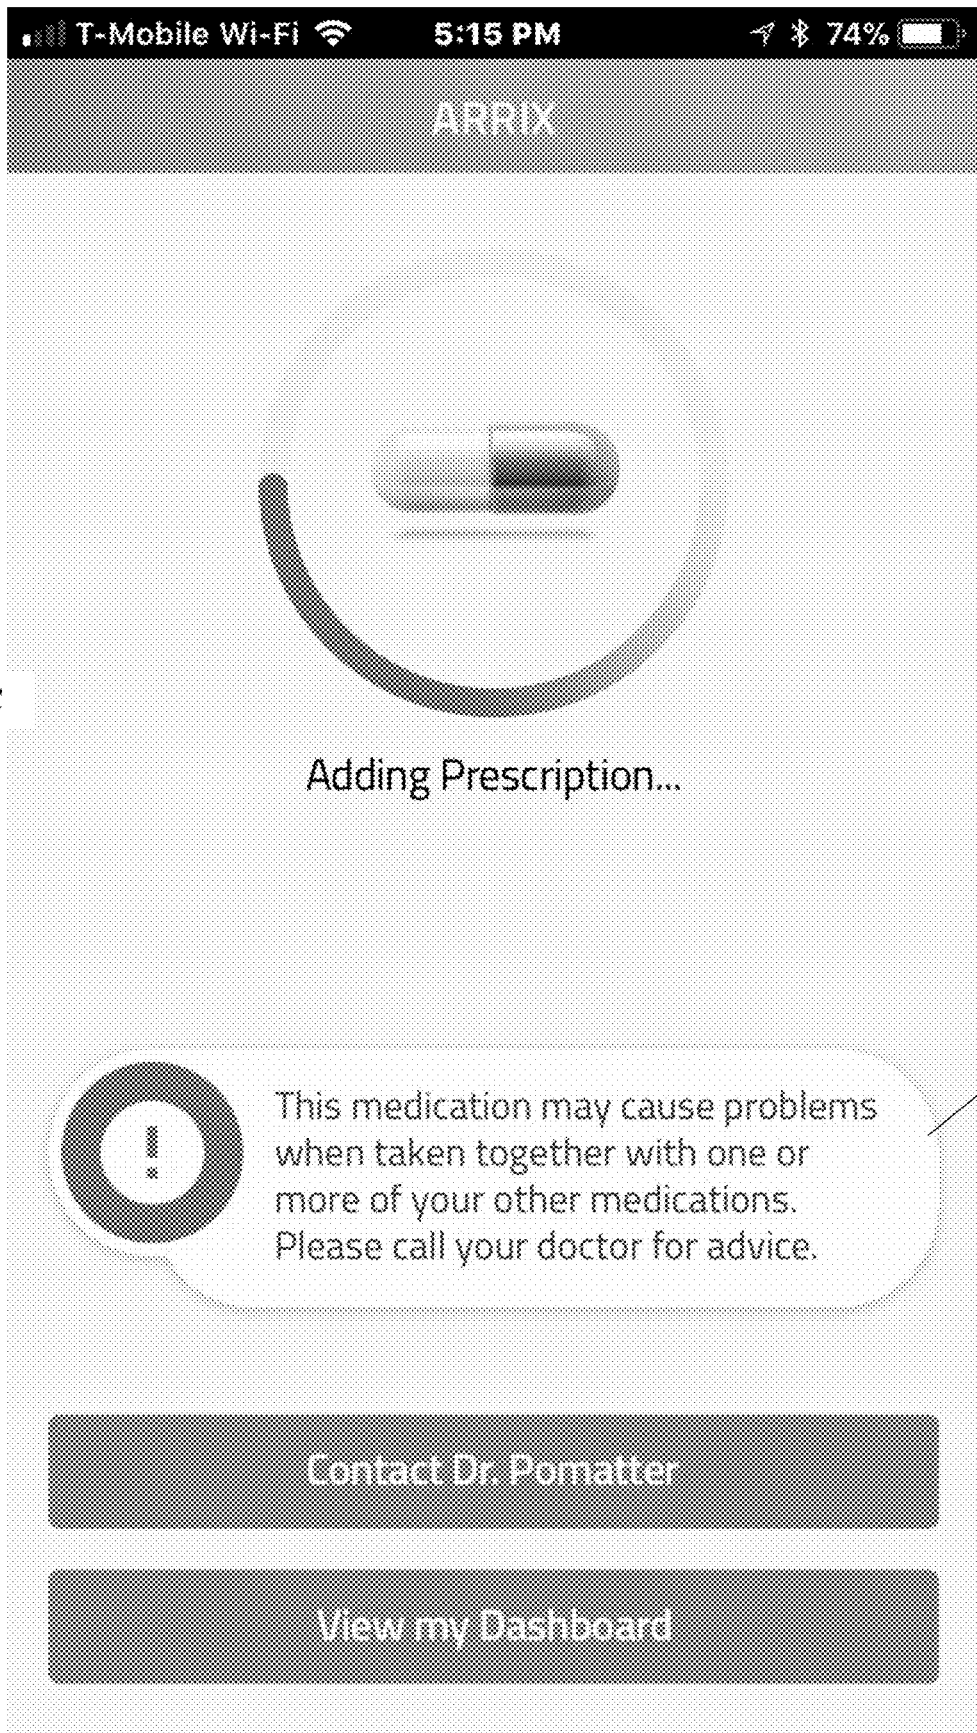 T-Mobile Wi-Fi 5:15 PM 74%
ARRIX
Adding Prescription...
This medication may cause problems
when taken together with one or
more of your other medications.
Please call your doctor for advice.
Contact Dr. Pomatter
View my Dashboard